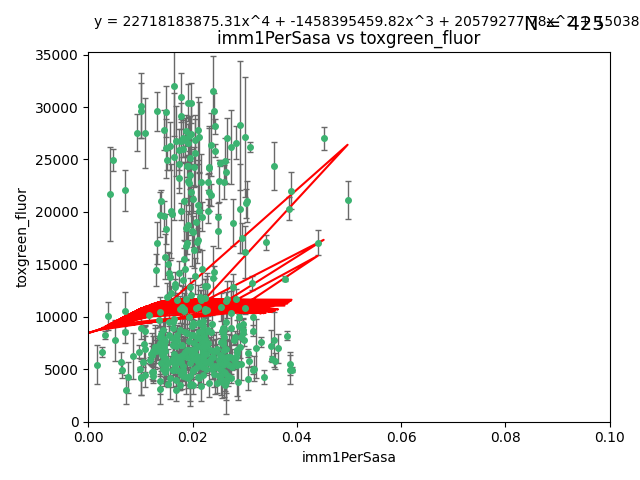 y = 22718183875.31x^4 + -1458395459.82x^3 +
N = 425
imm1PerSasa vs toxgreen_fluor
35000
30000
25000
20000
15000
10000
5000
0
toxgreen_fluor
0.00 0.02 0.04 0.06 0.08 0.10
imm1PerSasa